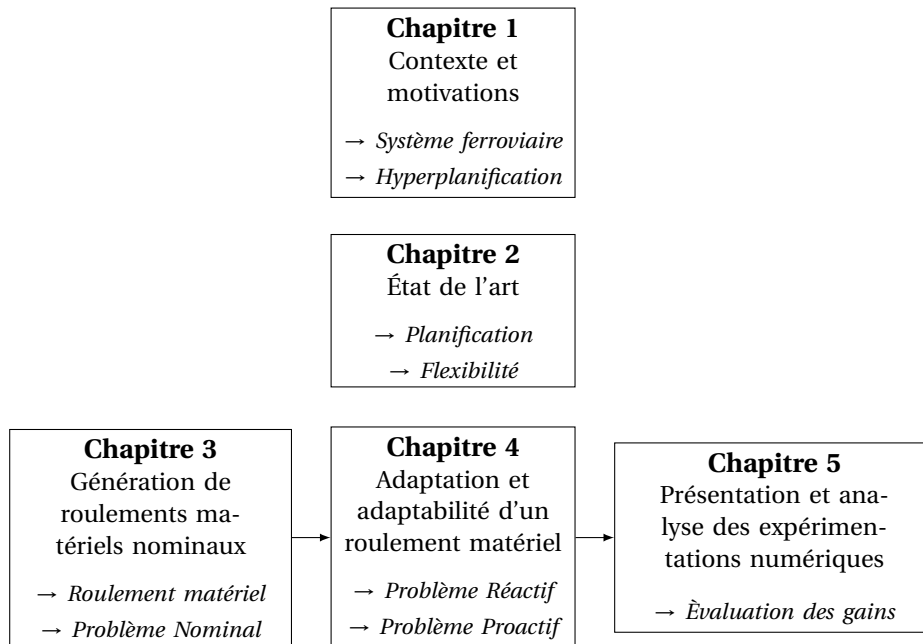 Chapitre 1
Contexte et
motivations
→ Système ferroviaire
→ Hyperplanification
Chapitre 2
État de l'art
→ Planification
→ Flexibilité
Chapitre 3
Génération de
roulements ma-
tériels nominaux
→ Roulement matériel
→ Problème Nominal
Chapitre 4
Adaptation et
adaptabilité d'un
roulement matériel
→ Problème Réactif
→ Problème Proactif
Chapitre 5
Présentation et ana-
lyse des expérimen-
tations numériques
→ Èvaluation des gains